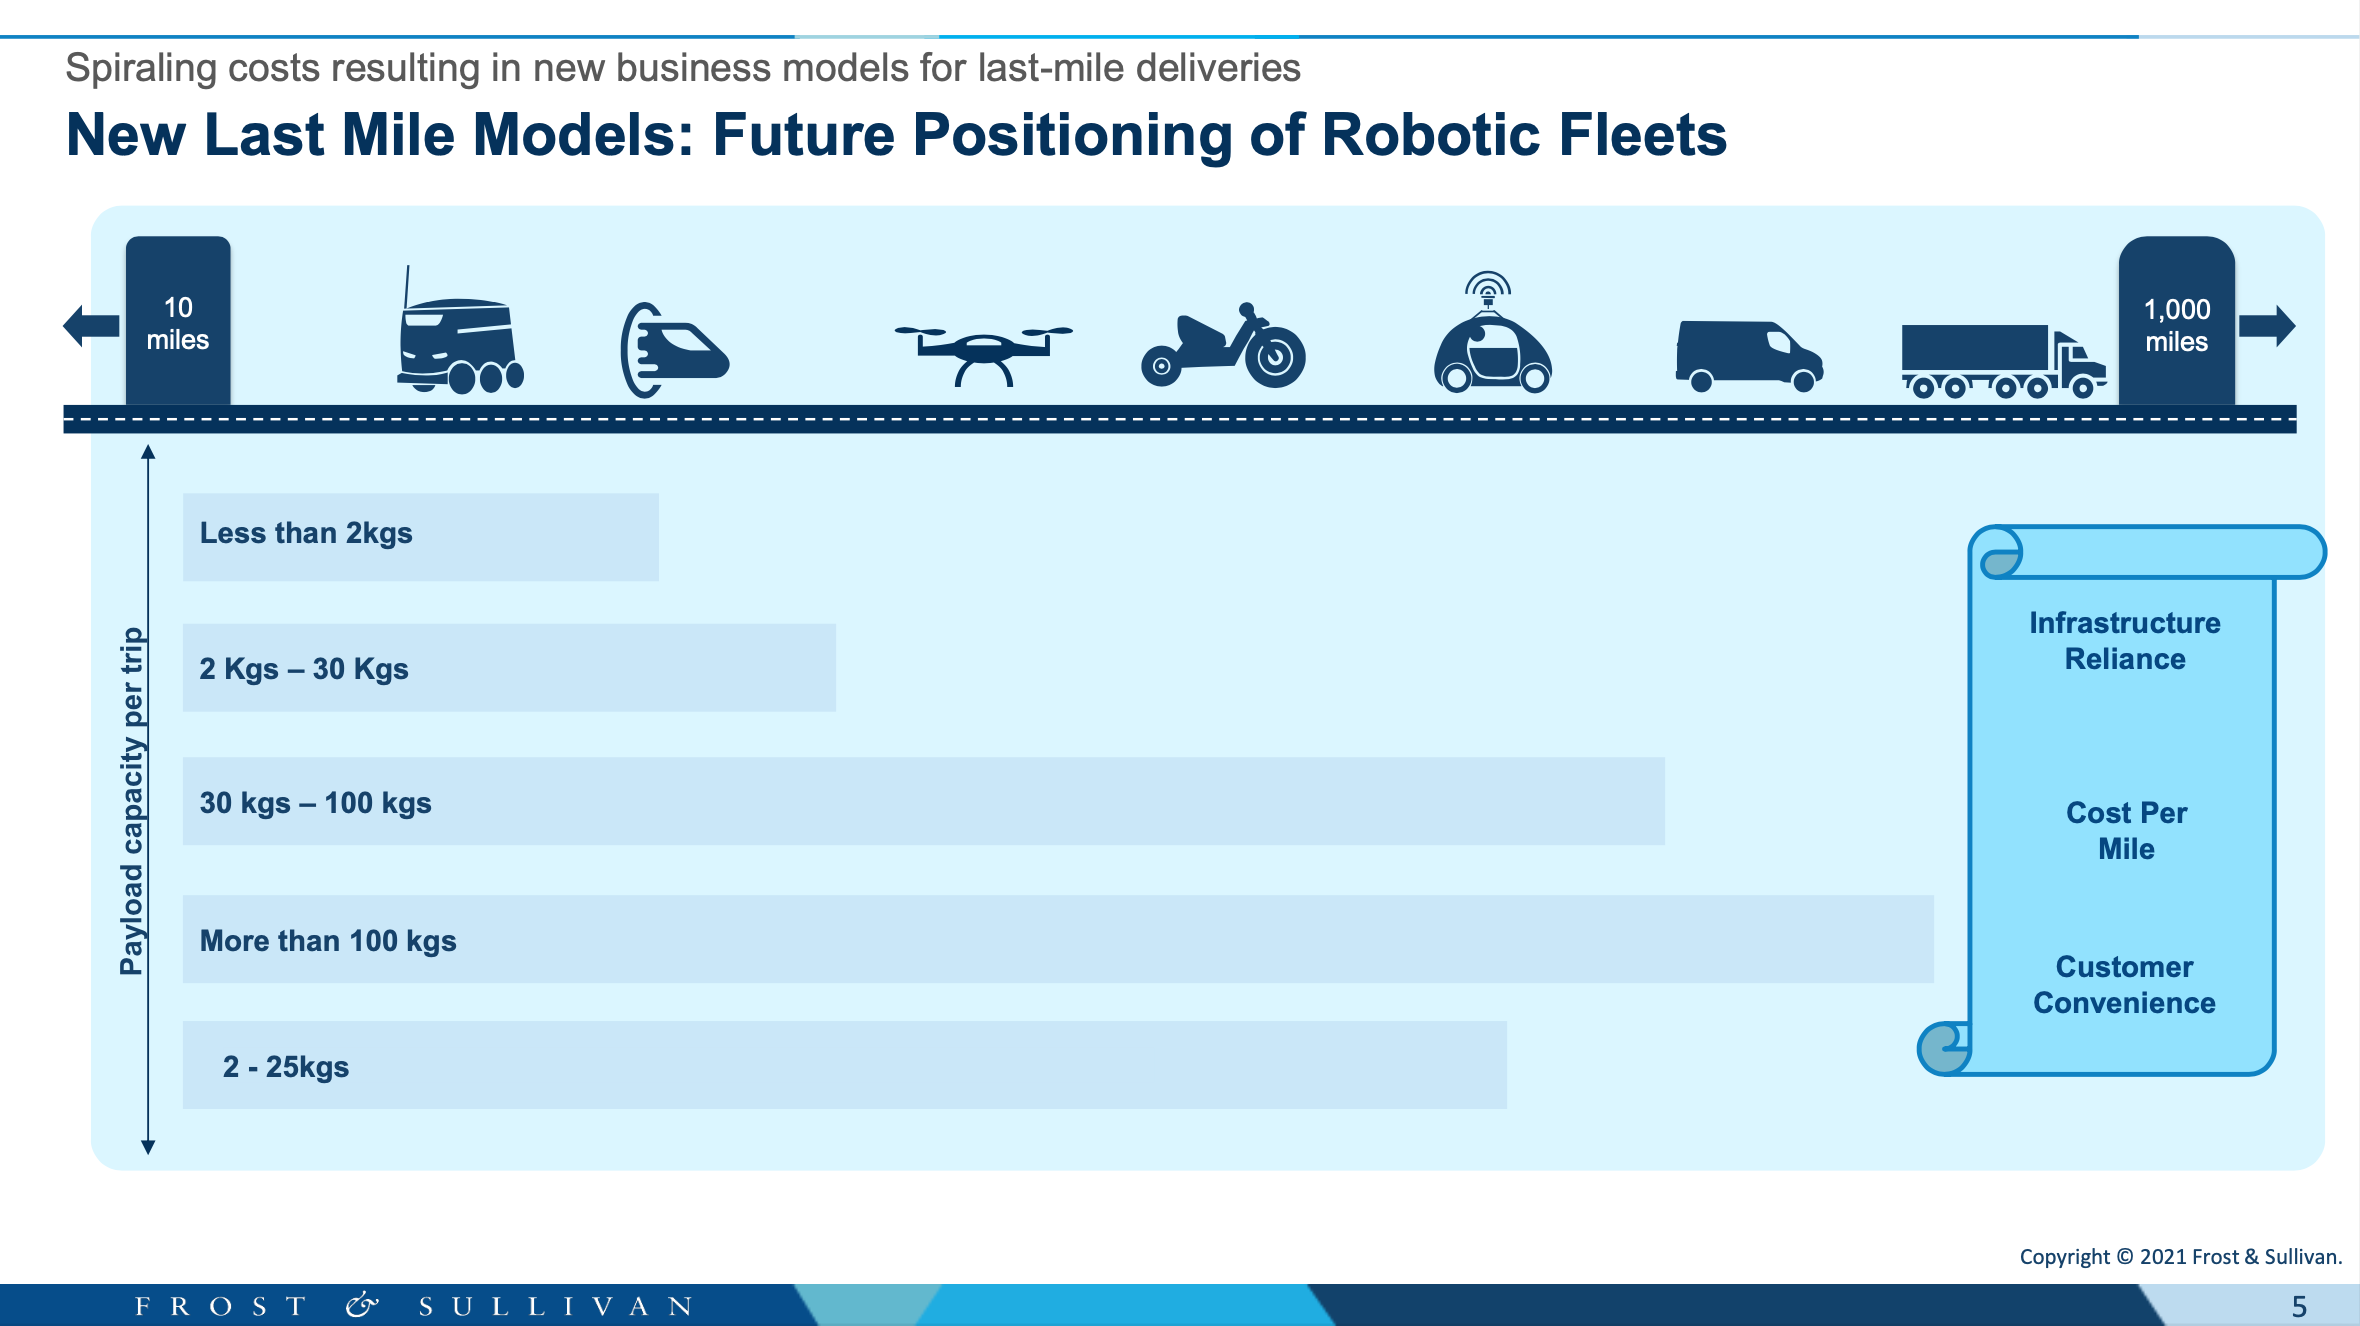 Spiraling costs resulting in new business models for last-mile deliveries
New Last Mile Models: Future Positioning of Robotic Fleets
10
miles
1,000
miles
Payload capacity per trip
Less than 2kgs
2 Kgs – 30 Kgs
30 kgs – 100 kgs
More than 100 kgs
2 - 25kgs
Infrastructure
Reliance
Cost Per
Mile
Customer
Convenience
Copyright © 2021 Frost & Sullivan.
FROST & SULLIVAN
5